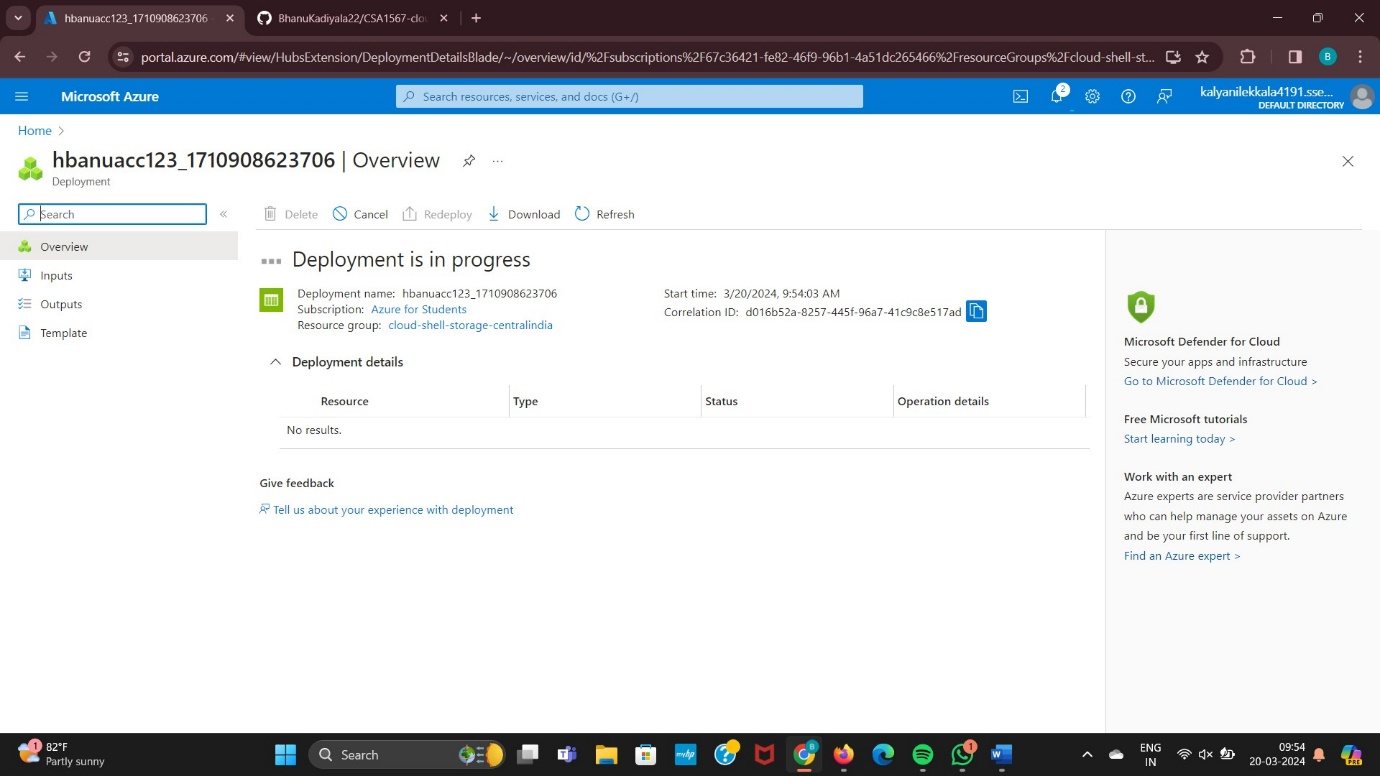 hbanuacc123_1710908623706 -
BhanuKadiyala22/CSA1567-clo
portal.azure.com/#view/HubsExtension/DeploymentDetailsBlade/~/overview/id/%2Fsubscriptions%2F67c36421-fe82-46f9-96b1-4a51dc265466%2FresourceGroups%2Fcloud-shell-st...
B
Microsoft Azure
Search resources, services, and docs (G+/)
2
kalyanilekkala4191.sse...
DEFAULT DIRECTORY
Home >
hbanuacc123_1710908623706 | Overview
Deployment
Search
Delete Cancel Redeploy Download Refresh
Overview
Inputs
Outputs
Template
Deployment is in progress
Deployment name: hbanuacc123_1710908623706
Subscription: Azure for Students
Resource group: cloud-shell-storage-centralindia
Start time: 3/20/2024, 9:54:03 AM
Correlation ID: d016b52a-8257-445f-96a7-41c9c8e517ad
Deployment details
Resource Type Status Operation details
No results.
Give feedback
Tell us about your experience with deployment
Microsoft Defender for Cloud
Secure your apps and infrastructure
Go to Microsoft Defender for Cloud >
Free Microsoft tutorials
Start learning today >
Work with an expert
Azure experts are service provider partners
who can help manage your assets on Azure
and be your first line of support.
Find an Azure expert >
1
82°F
Partly sunny
Search
myhp
B
1
ENG
IN
09:54
20-03-2024
PRE